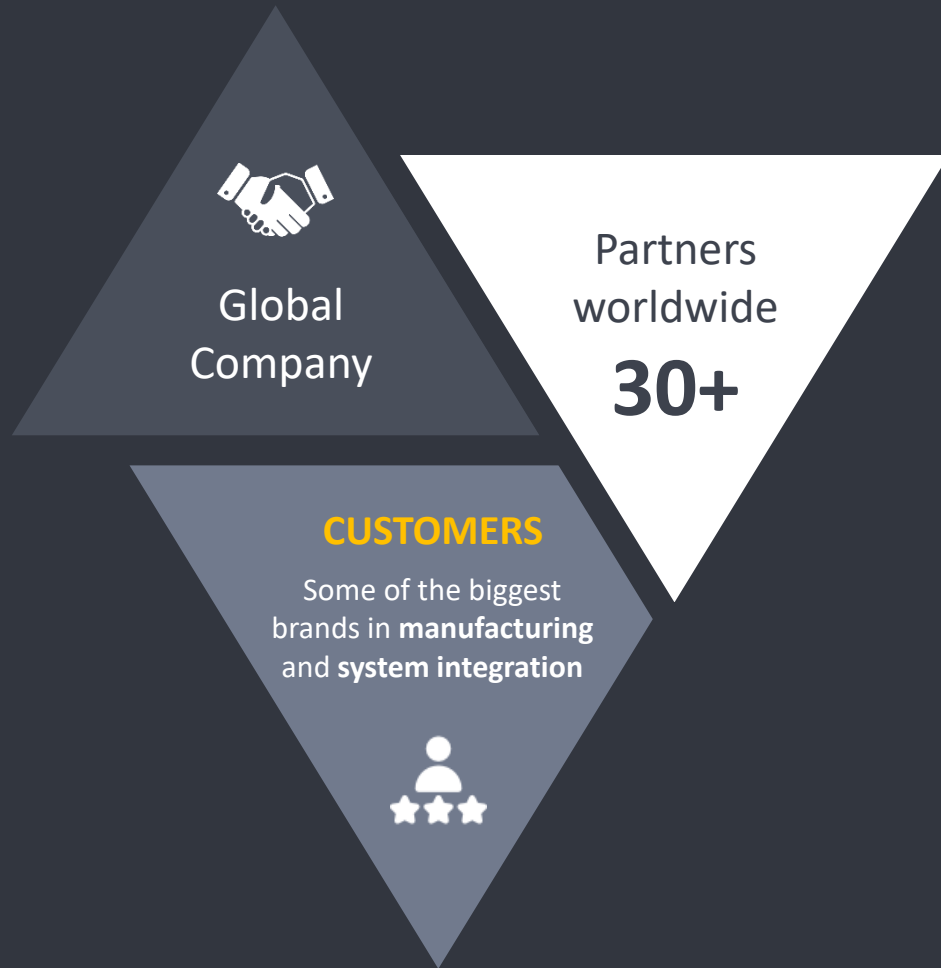 Global
Company
Partners
worldwide
30+
CUSTOMERS
Some of the biggest
brands in manufacturing
and system integration